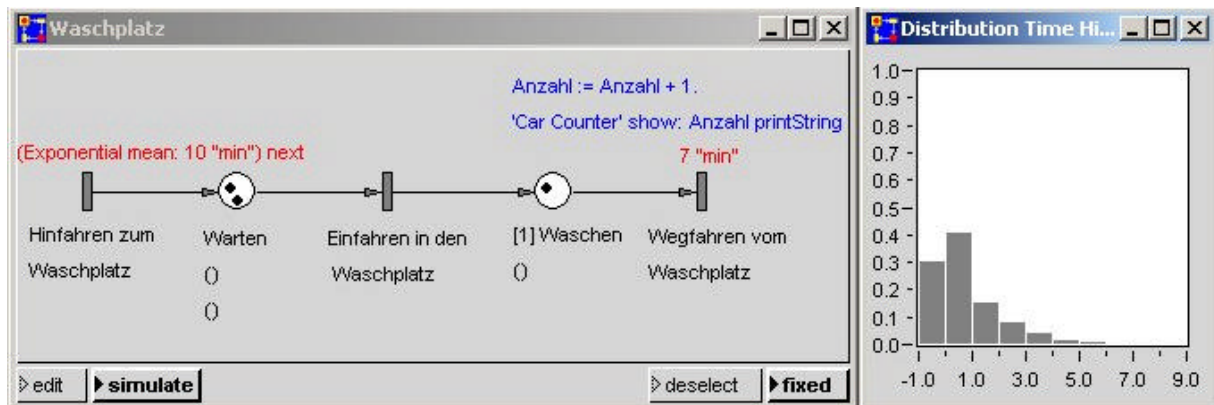 Waschplatz
Anzahl := Anzahl + 1.
'Car Counter' show: Anzahl printString
(Exponential mean: 10 "min") next
7 "min"
Hinfahren zum
Waschplatz
Warten
()
()
Einfahren in den
Waschplatz
[1] Waschen
()
Wegfahren vom
Waschplatz
edit
simulate
deselect
fixed
Distribution Time Hi...
1.0
0.9
0.8
0.7
0.6
0.5
0.4
0.3
0.2
0.1
0.0
-1.0 1.0 3.0 5.0 7.0 9.0